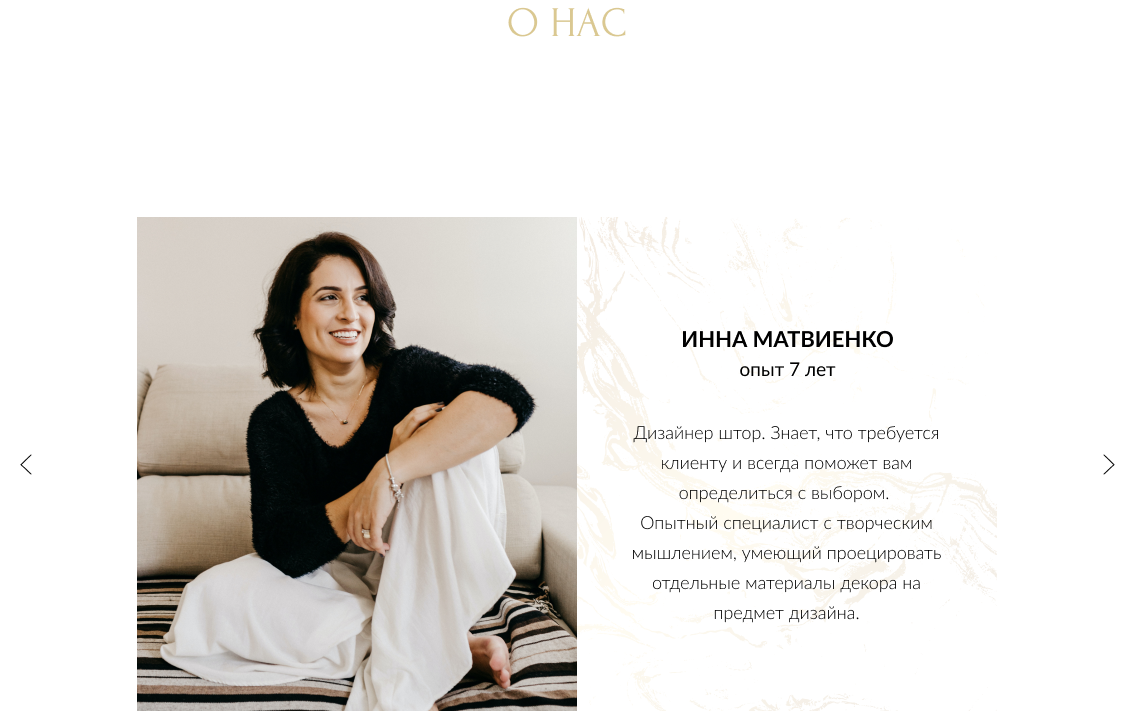 О НАС
ИННА МАТВИЕНКО
опыт 7 лет
Дизайнер штор. Знает, что требуется
клиенту и всегда поможет вам
определиться с выбором.
Опытный специалист с творческим
мышлением, умеющий проецировать
отдельные материалы декора на
предмет дизайна.